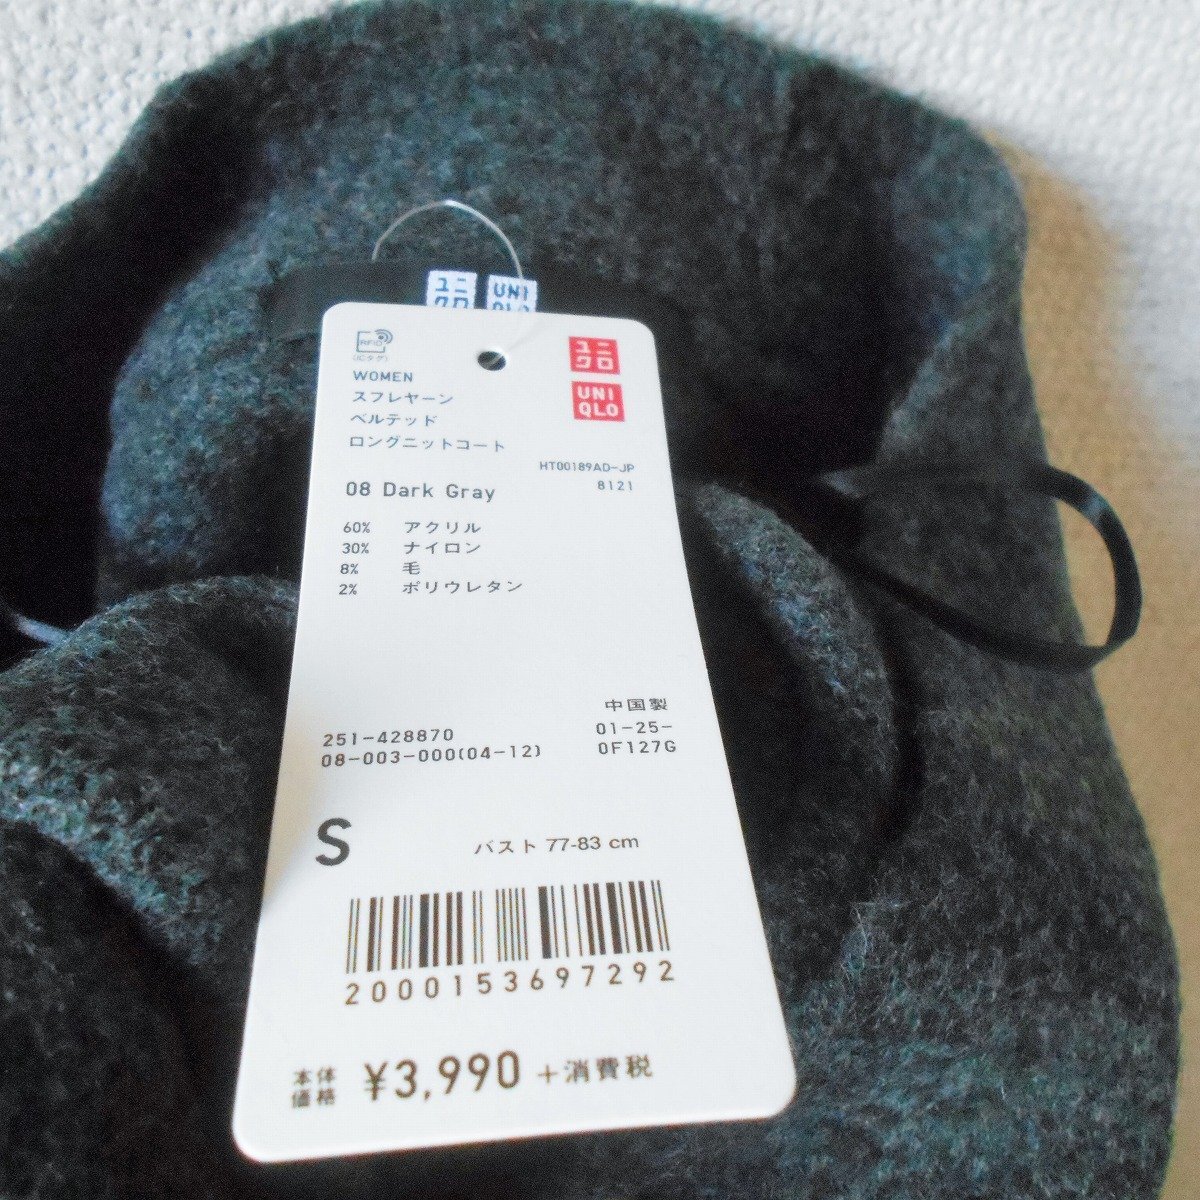 ユニ UNI
クロ QLO
RFID
(ICタグ)
ユニ
クロ
UNI
QLO
WOMEN
スフレヤーン
ベルテッド
ロングニットコート
HT00189AD-JP
8121
08 Dark Gray
60% アクリル
30% ナイロン
8% 毛
2% ポリウレタン
中国製
251-428870 01-25-
08-003-000(04-12) 0F127G
S バスト 77-83 cm
2000153697292
本体
価格 ¥3,990 +消費税